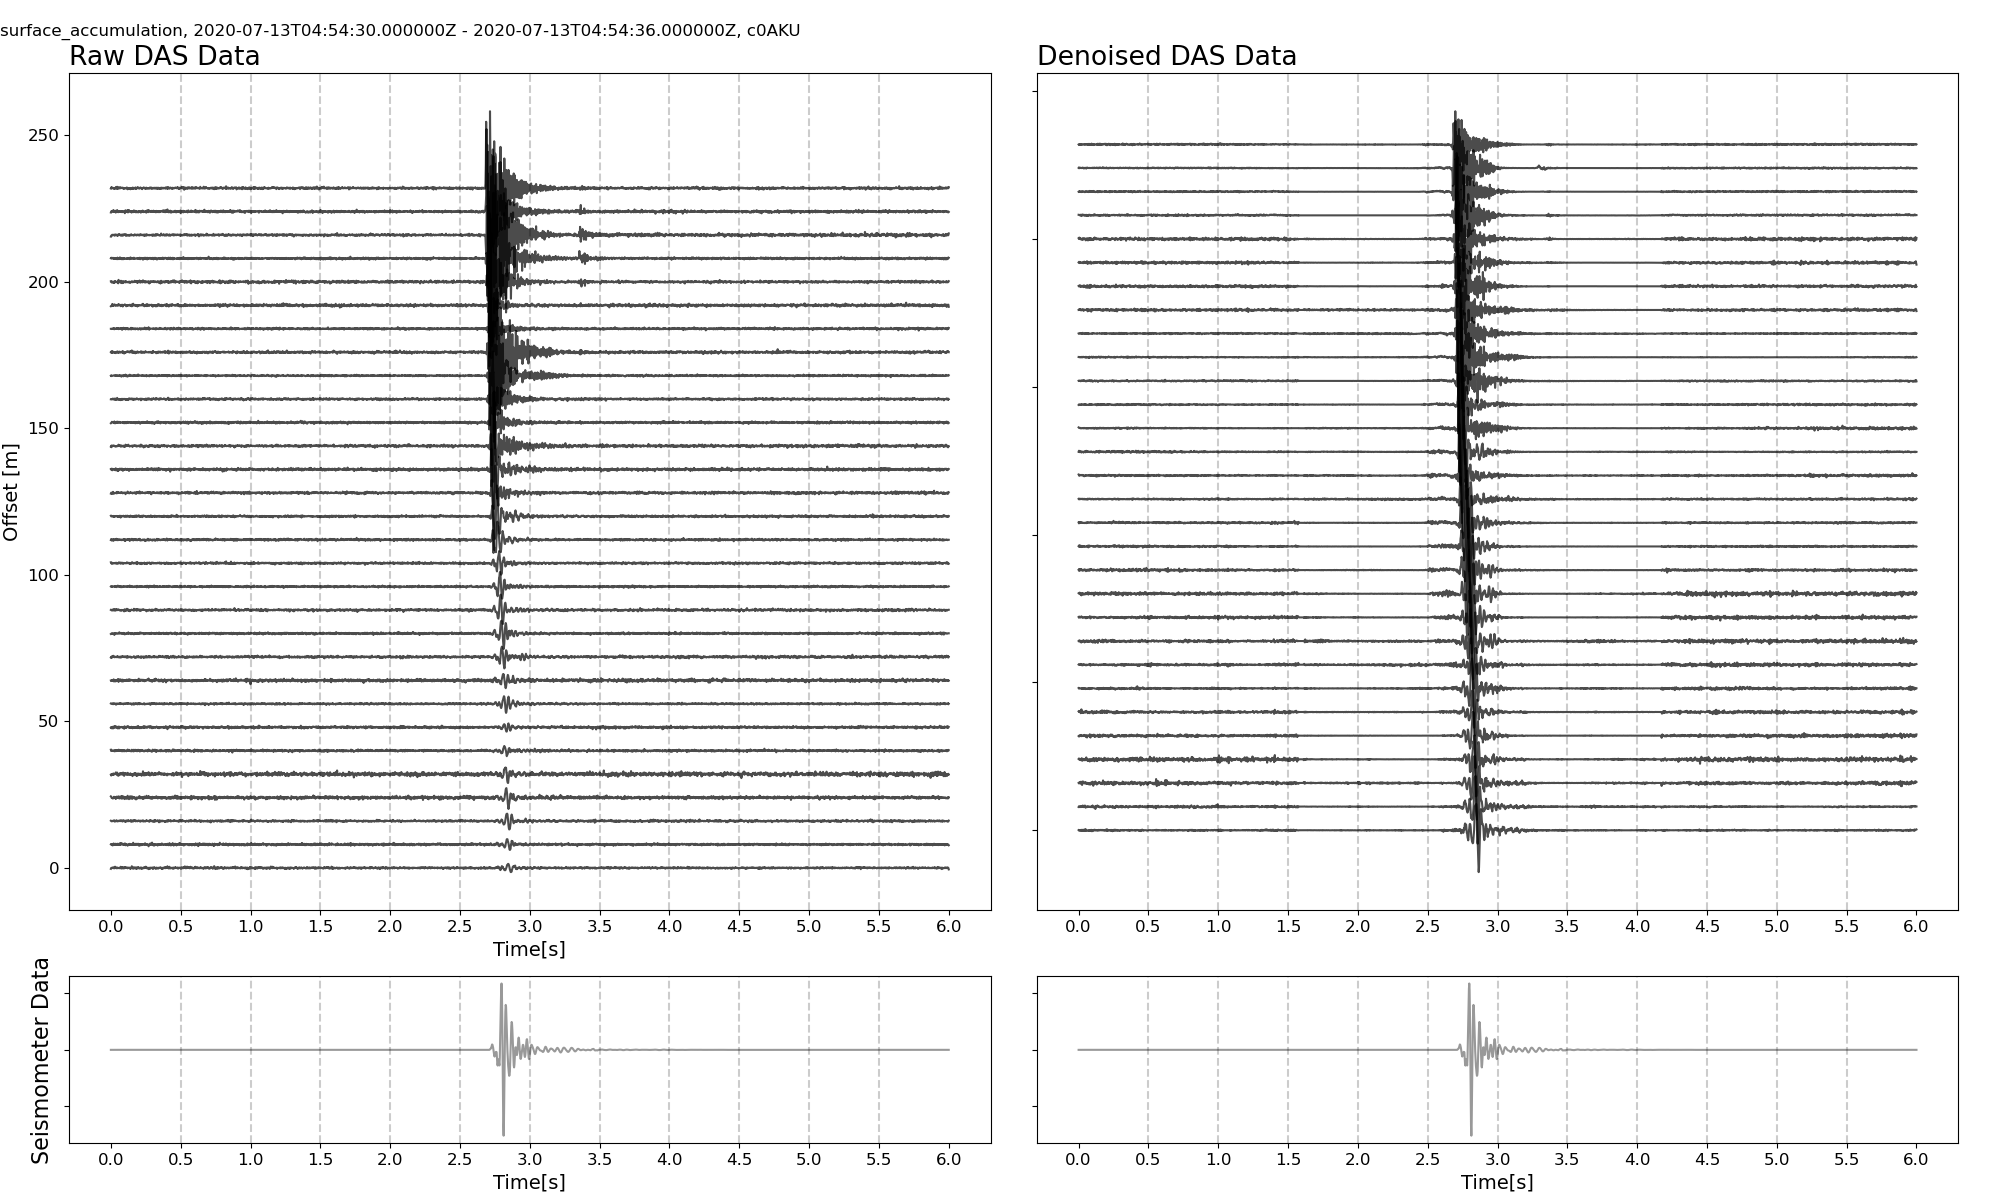 surface_accumulation, 2020-07-13T04:54:30.000000Z - 2020-07-13T04:54:36.000000Z, c0AKU
Raw DAS Data
Denoised DAS Data
Offset [m]
250
200
150
100
50
0
0.0 0.5 1.0 1.5 2.0 2.5 3.0 3.5 4.0 4.5 5.0 5.5 6.0
Time[s]
0.0 0.5 1.0 1.5 2.0 2.5 3.0 3.5 4.0 4.5 5.0 5.5 6.0
Seismometer Data
0.0 0.5 1.0 1.5 2.0 2.5 3.0 3.5 4.0 4.5 5.0 5.5 6.0
Time[s]
0.0 0.5 1.0 1.5 2.0 2.5 3.0 3.5 4.0 4.5 5.0 5.5 6.0
Time[s]